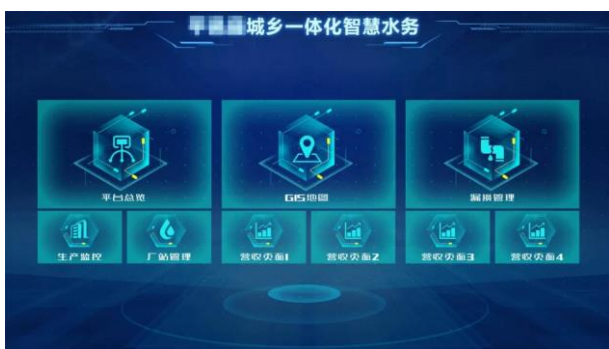 城乡一体化智慧水务
平台总览
GIS地图
漏损管理
生产监控
厂站管理
营收页面1
营收页面2
营收页面3
营收页面4